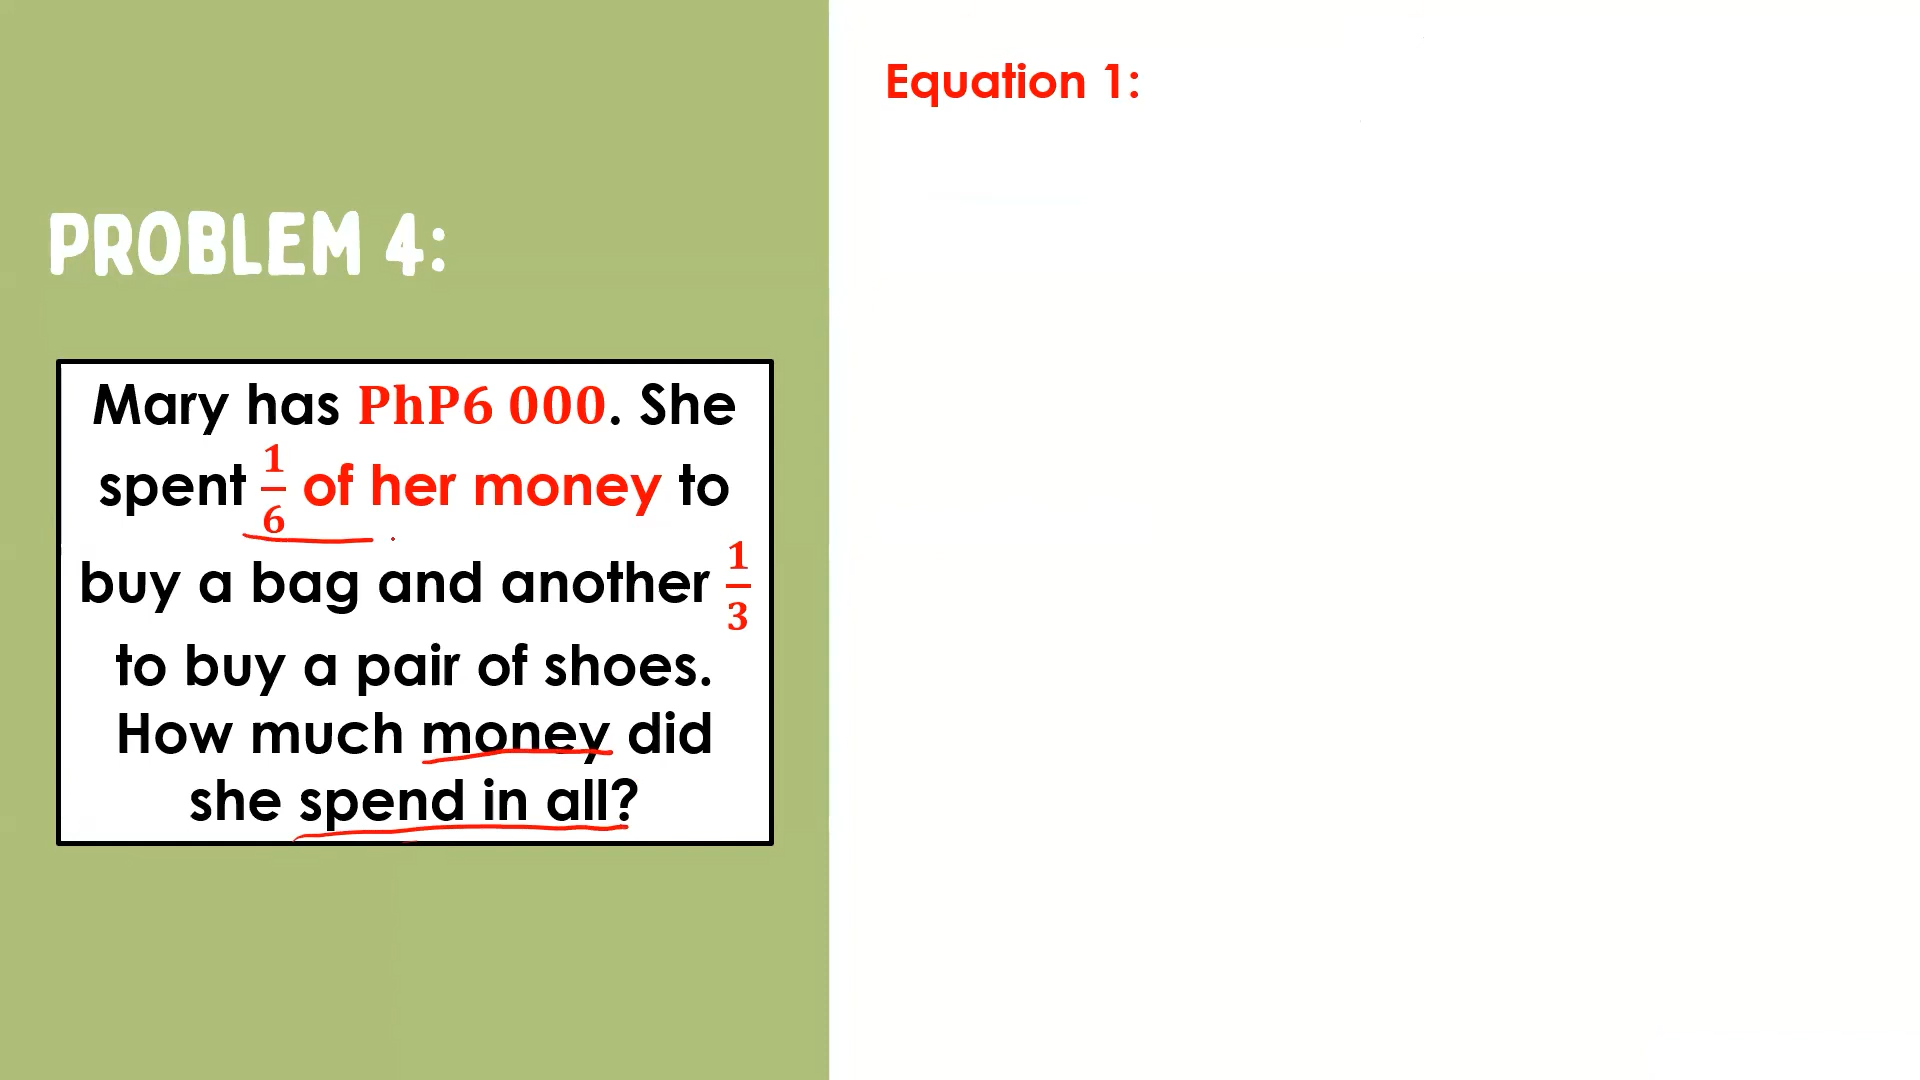 Equation 1:
PROBLEM 4:
Mary has PhP6 000. She
spent 1/6 of her money to
buy a bag and another 1/3
to buy a pair of shoes.
How much money did
she spend in all?